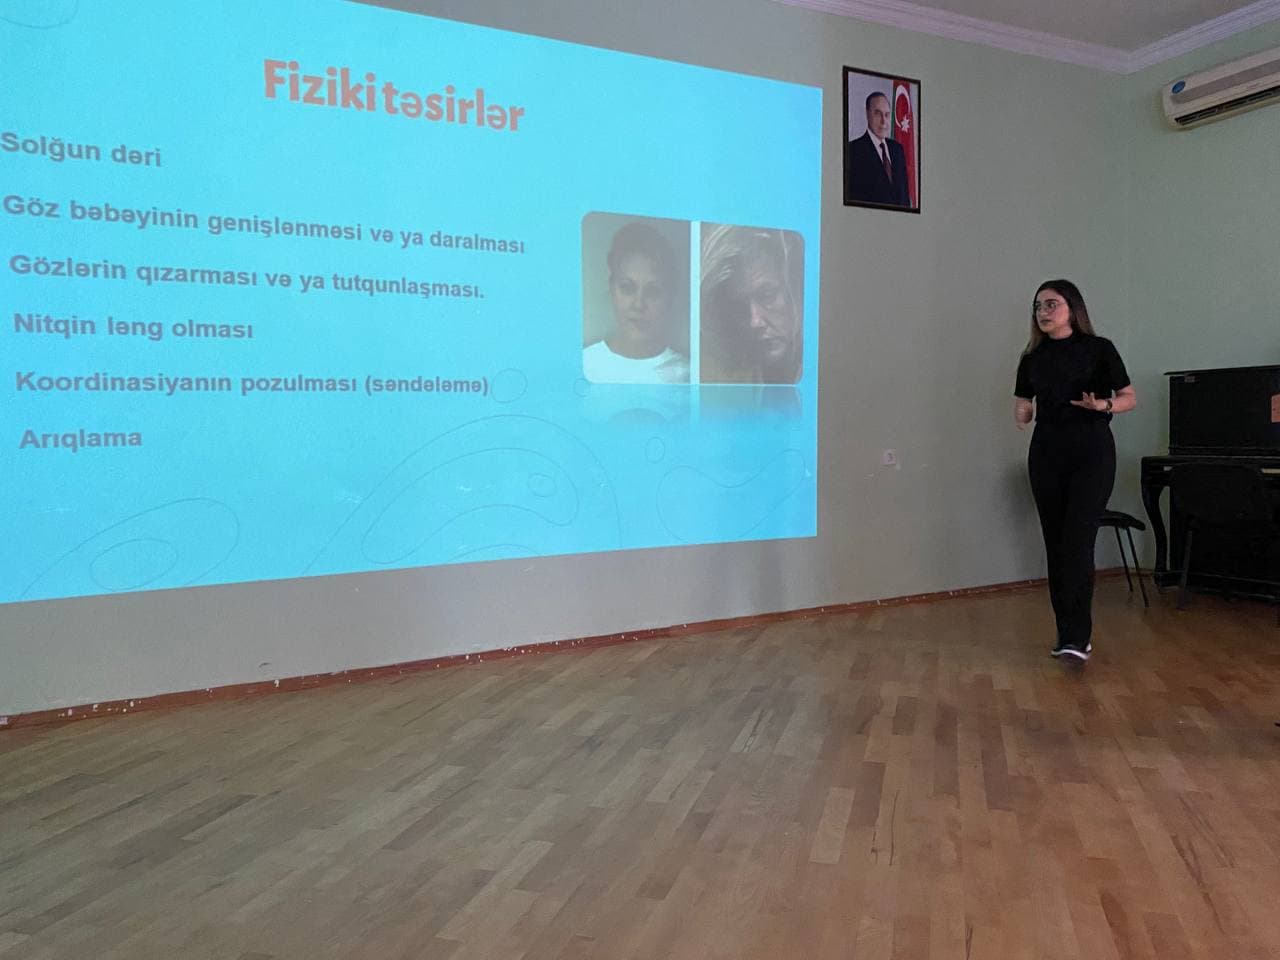 Fiziki təsirlər
Solğun dəri
Göz bəbəyinin genişlənməsi və ya daralması
Gözlərin qızarması və ya tutqunlaşması.
Nitqin ləng olması
Koordinasiyanın pozulması (səndələmə)
Arıqlama